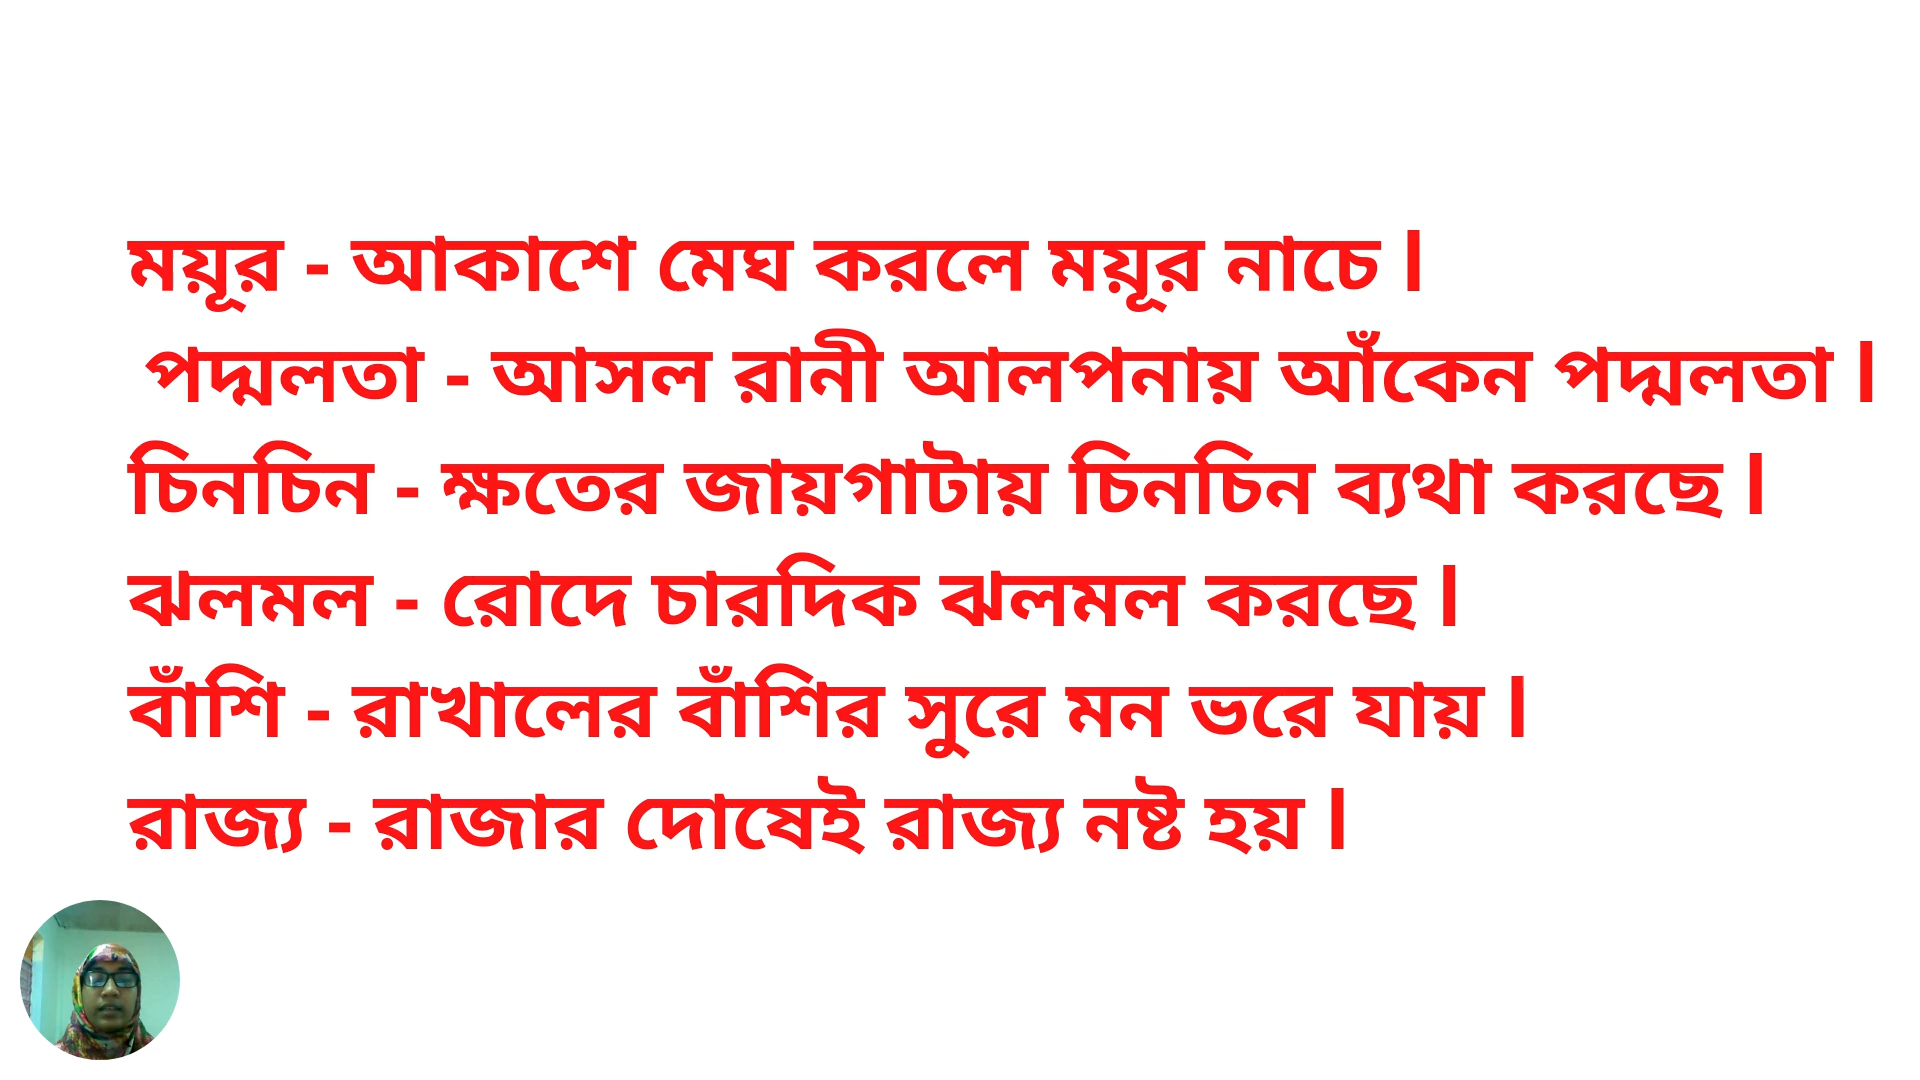 ময়ূর - আকাশে মেঘ করলে ময়ূর নাচে l
পদ্মলতা - আসল রানী আলপনায় আঁকেন পদ্মলতা l
চিনচিন - ক্ষতের জায়গাটায় চিনচিন ব্যথা করছে l
ঝলমল - রোদে চারদিক ঝলমল করছে l
বাঁশি - রাখালের বাঁশির সুরে মন ভরে যায় l
রাজ্য - রাজার দোষেই রাজ্য নষ্ট হয় l